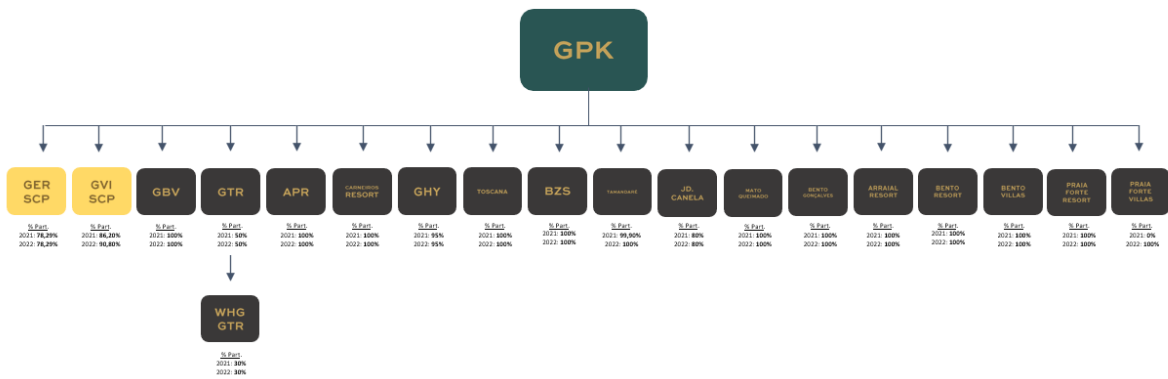 GPK
GER
SCP
% Part.
2021: 78,29%
2022: 78,29%
GVI
SCP
% Part.
2021: 86,20%
2022: 90,80%
GBV
% Part.
2021: 100%
2022: 100%
GTR
% Part.
2021: 50%
2022: 50%
WHG
GTR
% Part.
2021: 30%
2022: 30%
APR
% Part.
2021: 100%
2022: 100%
CARNEIROS
RESORT
% Part.
2021: 100%
2022: 100%
GHY
% Part.
2021: 95%
2022: 95%
TOSCANA
% Part.
2021: 100%
2022: 100%
BZS
% Part.
2021: 100%
2022: 100%
TAMANDARÉ
% Part.
2021: 99,90%
2022: 100%
JD.
CANELA
% Part.
2021: 80%
2022: 80%
MATO
QUEIMADO
% Part.
2021: 100%
2022: 100%
BENTO
GONÇALVES
% Part.
2021: 100%
2022: 100%
ARRAIAL
RESORT
% Part.
2021: 100%
2022: 100%
BENTO
RESORT
% Part.
2021: 100%
2022: 100%
BENTO
VILLAS
% Part.
2021: 100%
2022: 100%
PRAIA
FORTE
RESORT
% Part.
2021: 100%
2022: 100%
PRAIA
FORTE
VILLAS
% Part.
2021: 0%
2022: 100%